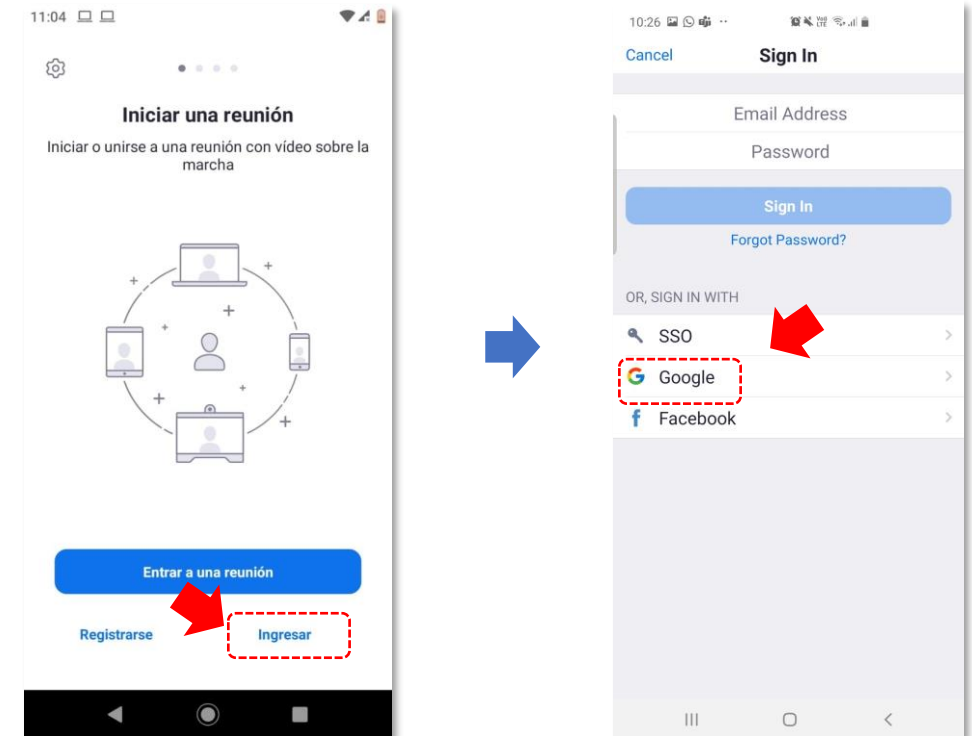 11:04
Iniciar una reunión
Iniciar o unirse a una reunión con vídeo sobre la
marcha
Entrar a una reunión
Registrarse
Ingresar
10:26
Cancel
Sign In
Email Address
Password
Sign In
Forgot Password?
OR, SIGN IN WITH
SSO
Google
Facebook